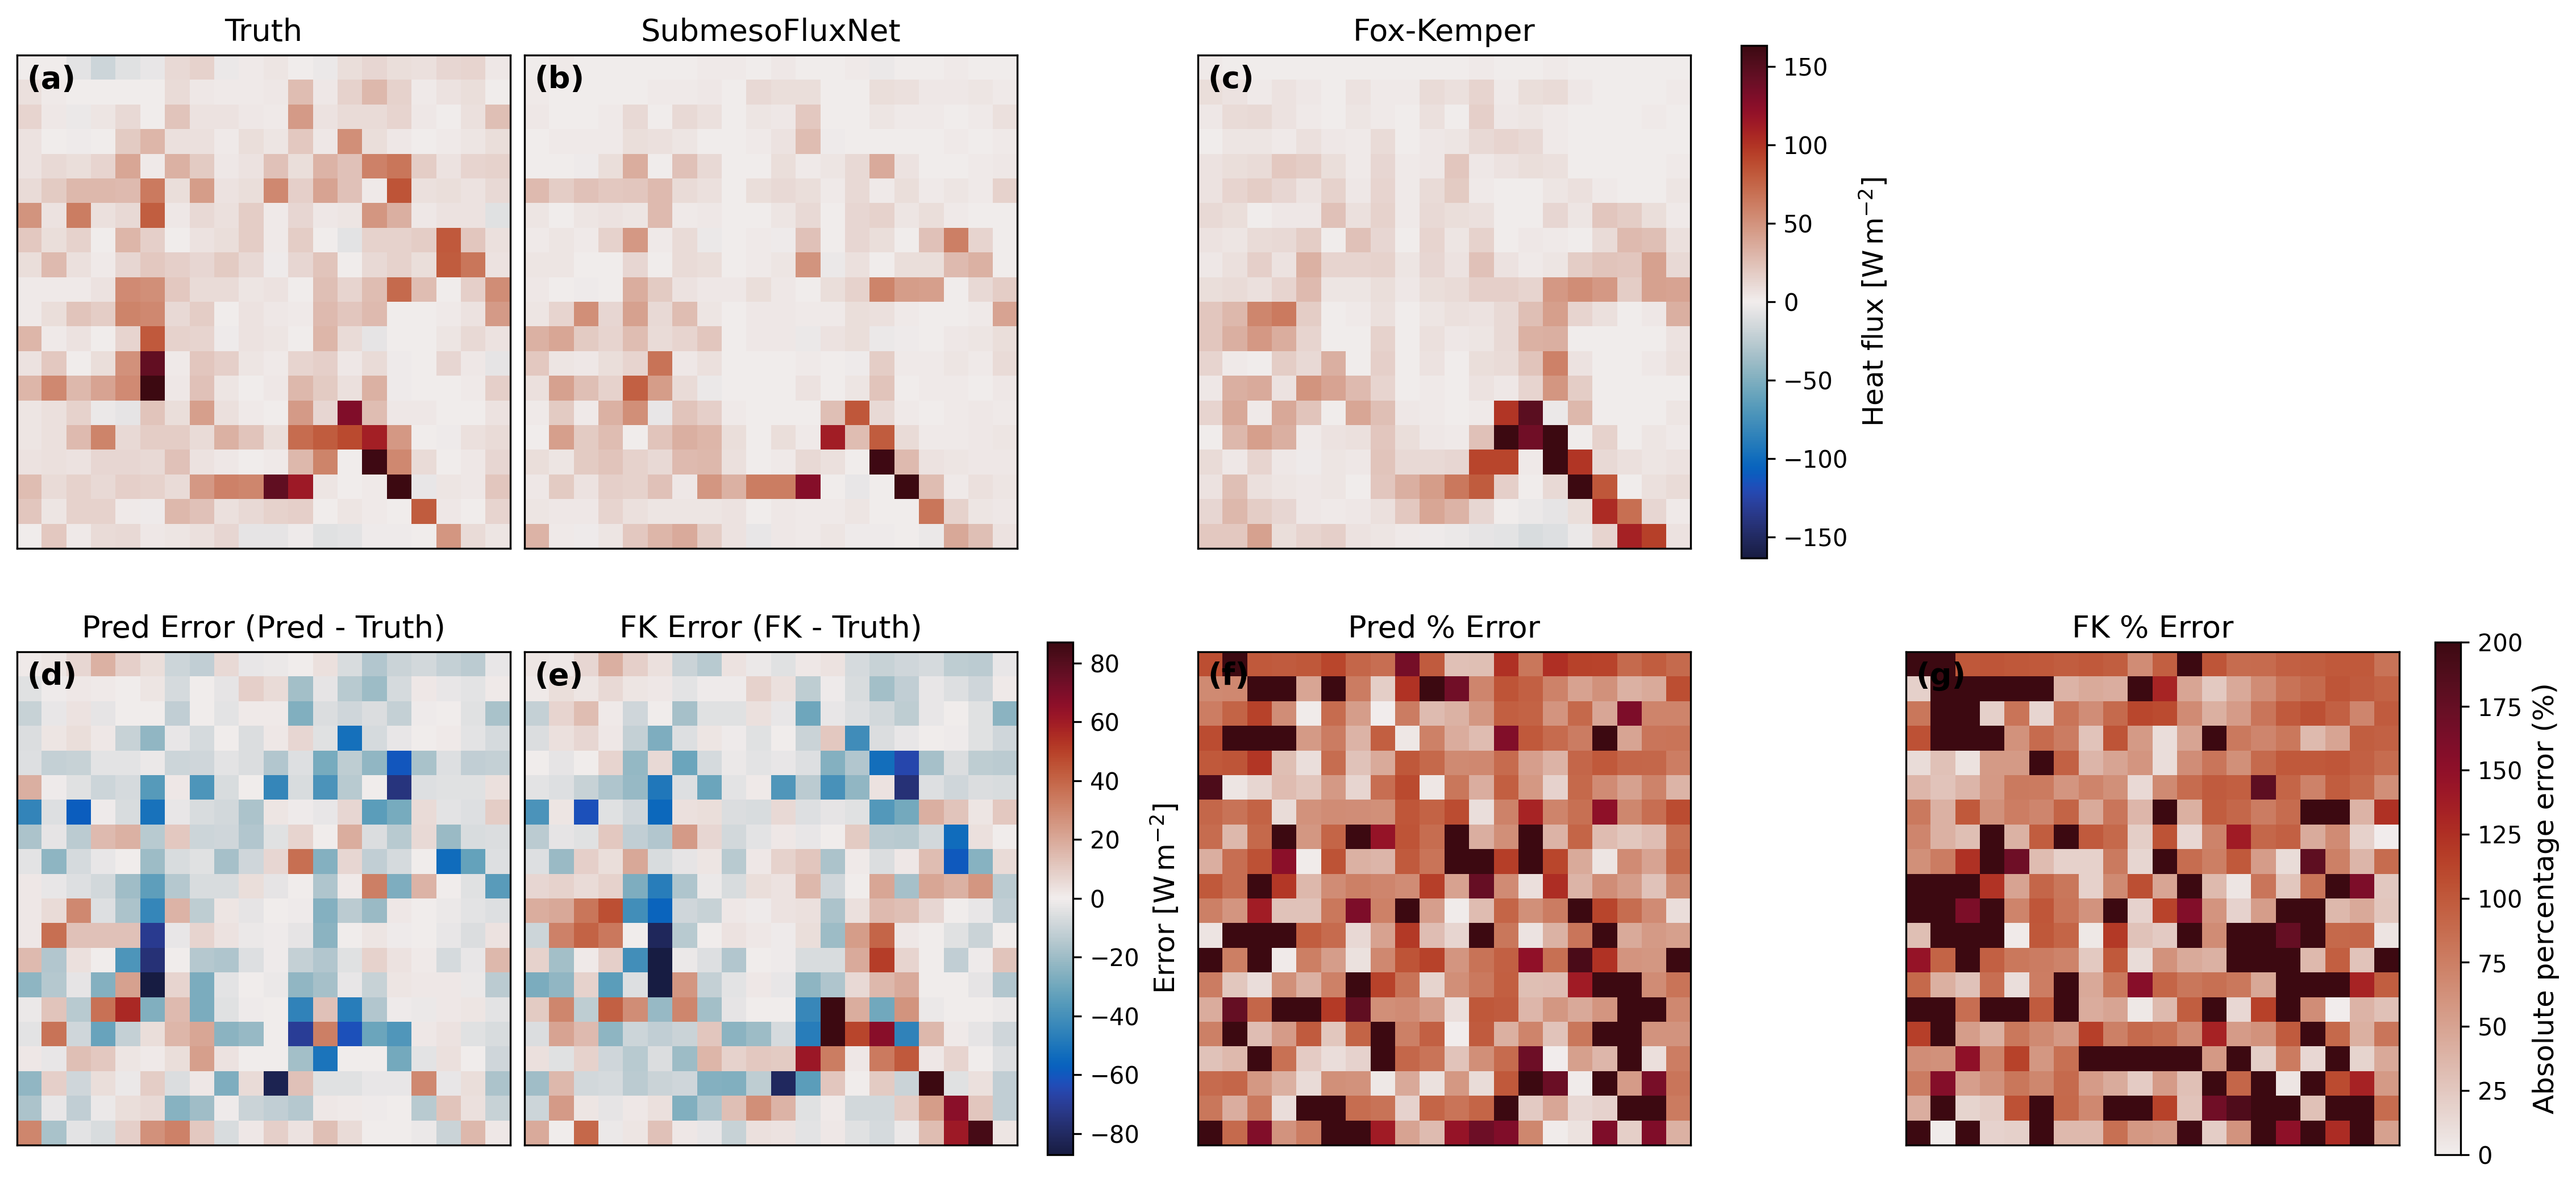 Truth
SubmesoFluxNet
Fox-Kemper
(a)
(b)
(c)
150
100
50
0
−50
−100
−150
Heat flux [W m⁻²]
Pred Error (Pred - Truth)
FK Error (FK - Truth)
Pred % Error
FK % Error
(d)
(e)
(f)
(g)
80
60
40
20
0
−20
−40
−60
−80
Error [W m⁻²]
200
175
150
125
100
75
50
25
0
Absolute percentage error (%)